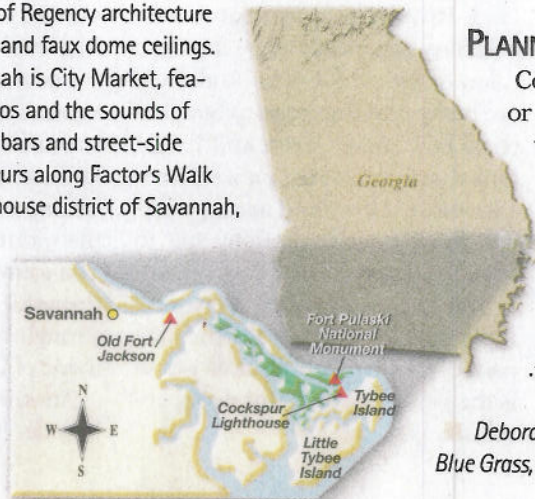 of Regency architecture
and faux dome ceilings.
ah is City Market, fea-
os and the sounds of
bars and street-side
urs along Factor's Walk
house district of Savannah,
PLANN
Co
or
Georgia
Savannah
Old Fort
Jackson
Fort Pulaski
National
Monument
Cockspur
Lighthouse
Tybee
Island
Little
Tybee
Island
N
W E
S
Debora
Blue Grass,